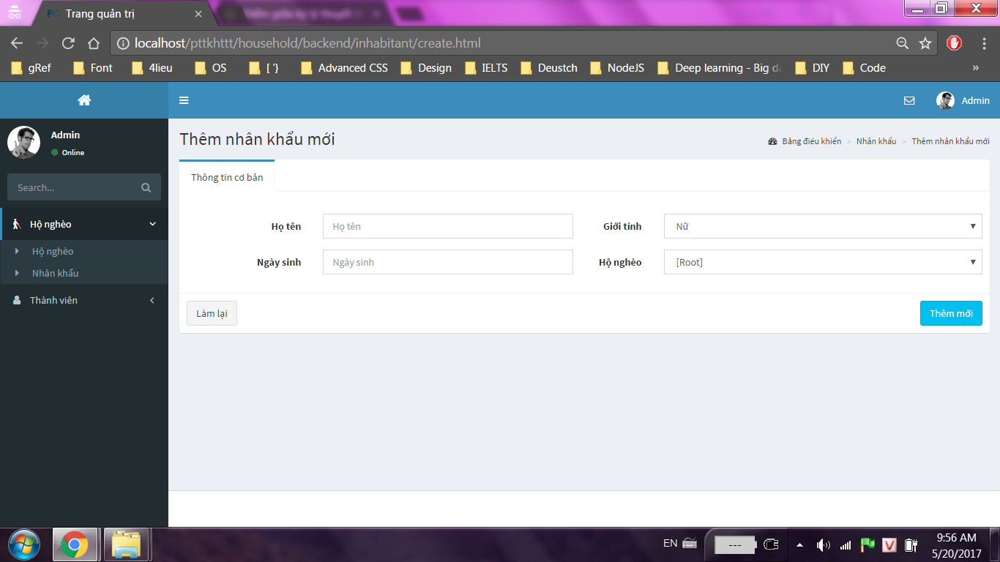 FC Trang quản trị
localhost/pttkhttt/household/backend/inhabitant/create.html
gRef Font 4lieu OS [ '} Advanced CSS Design IELTS Deustch NodeJS Deep learning - Big da DIY Code »
Admin
Admin
Online
Thêm nhân khẩu mới
Bảng điều khiển > Nhân khẩu > Thêm nhân khẩu mới
Search...
Thông tin cơ bản
Hộ nghèo
Hộ nghèo
Nhân khẩu
Thành viên
Họ tên Họ tên Giới tính Nữ
Ngày sinh Ngày sinh Hộ nghèo [Root]
Làm lại Thêm mới
EN --- 9:56 AM
5/20/2017